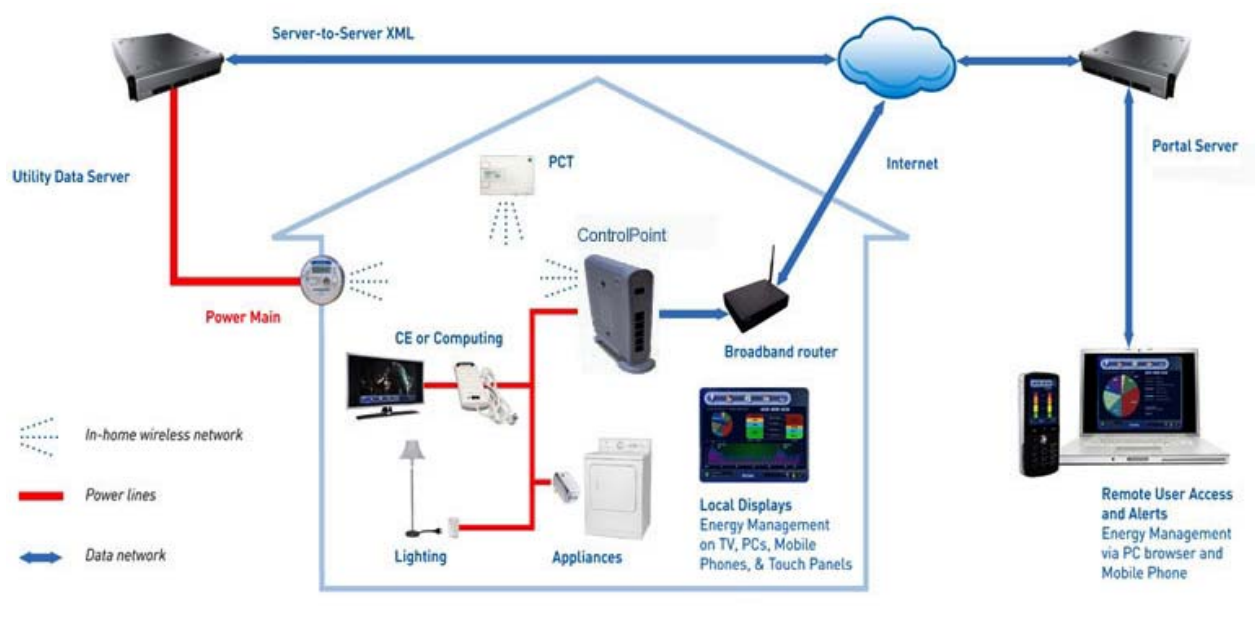 Server-to-Server XML
Utility Data Server
PCT
Internet
Portal Server
ControlPoint
Power Main
CE or Computing
Broadband router
In-home wireless network
Power lines
Data network
Lighting
Appliances
Local Displays
Energy Management
on TV, PCs, Mobile
Phones, & Touch Panels
Remote User Access
and Alerts
Energy Management
via PC browser and
Mobile Phone